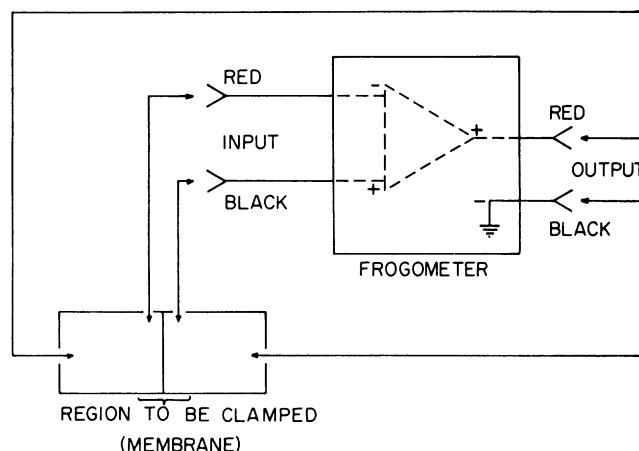 RED
-
+
RED
INPUT
OUTPUT
+
BLACK
BLACK
FROGOMETER
REGION TO BE CLAMPED
(MEMBRANE)